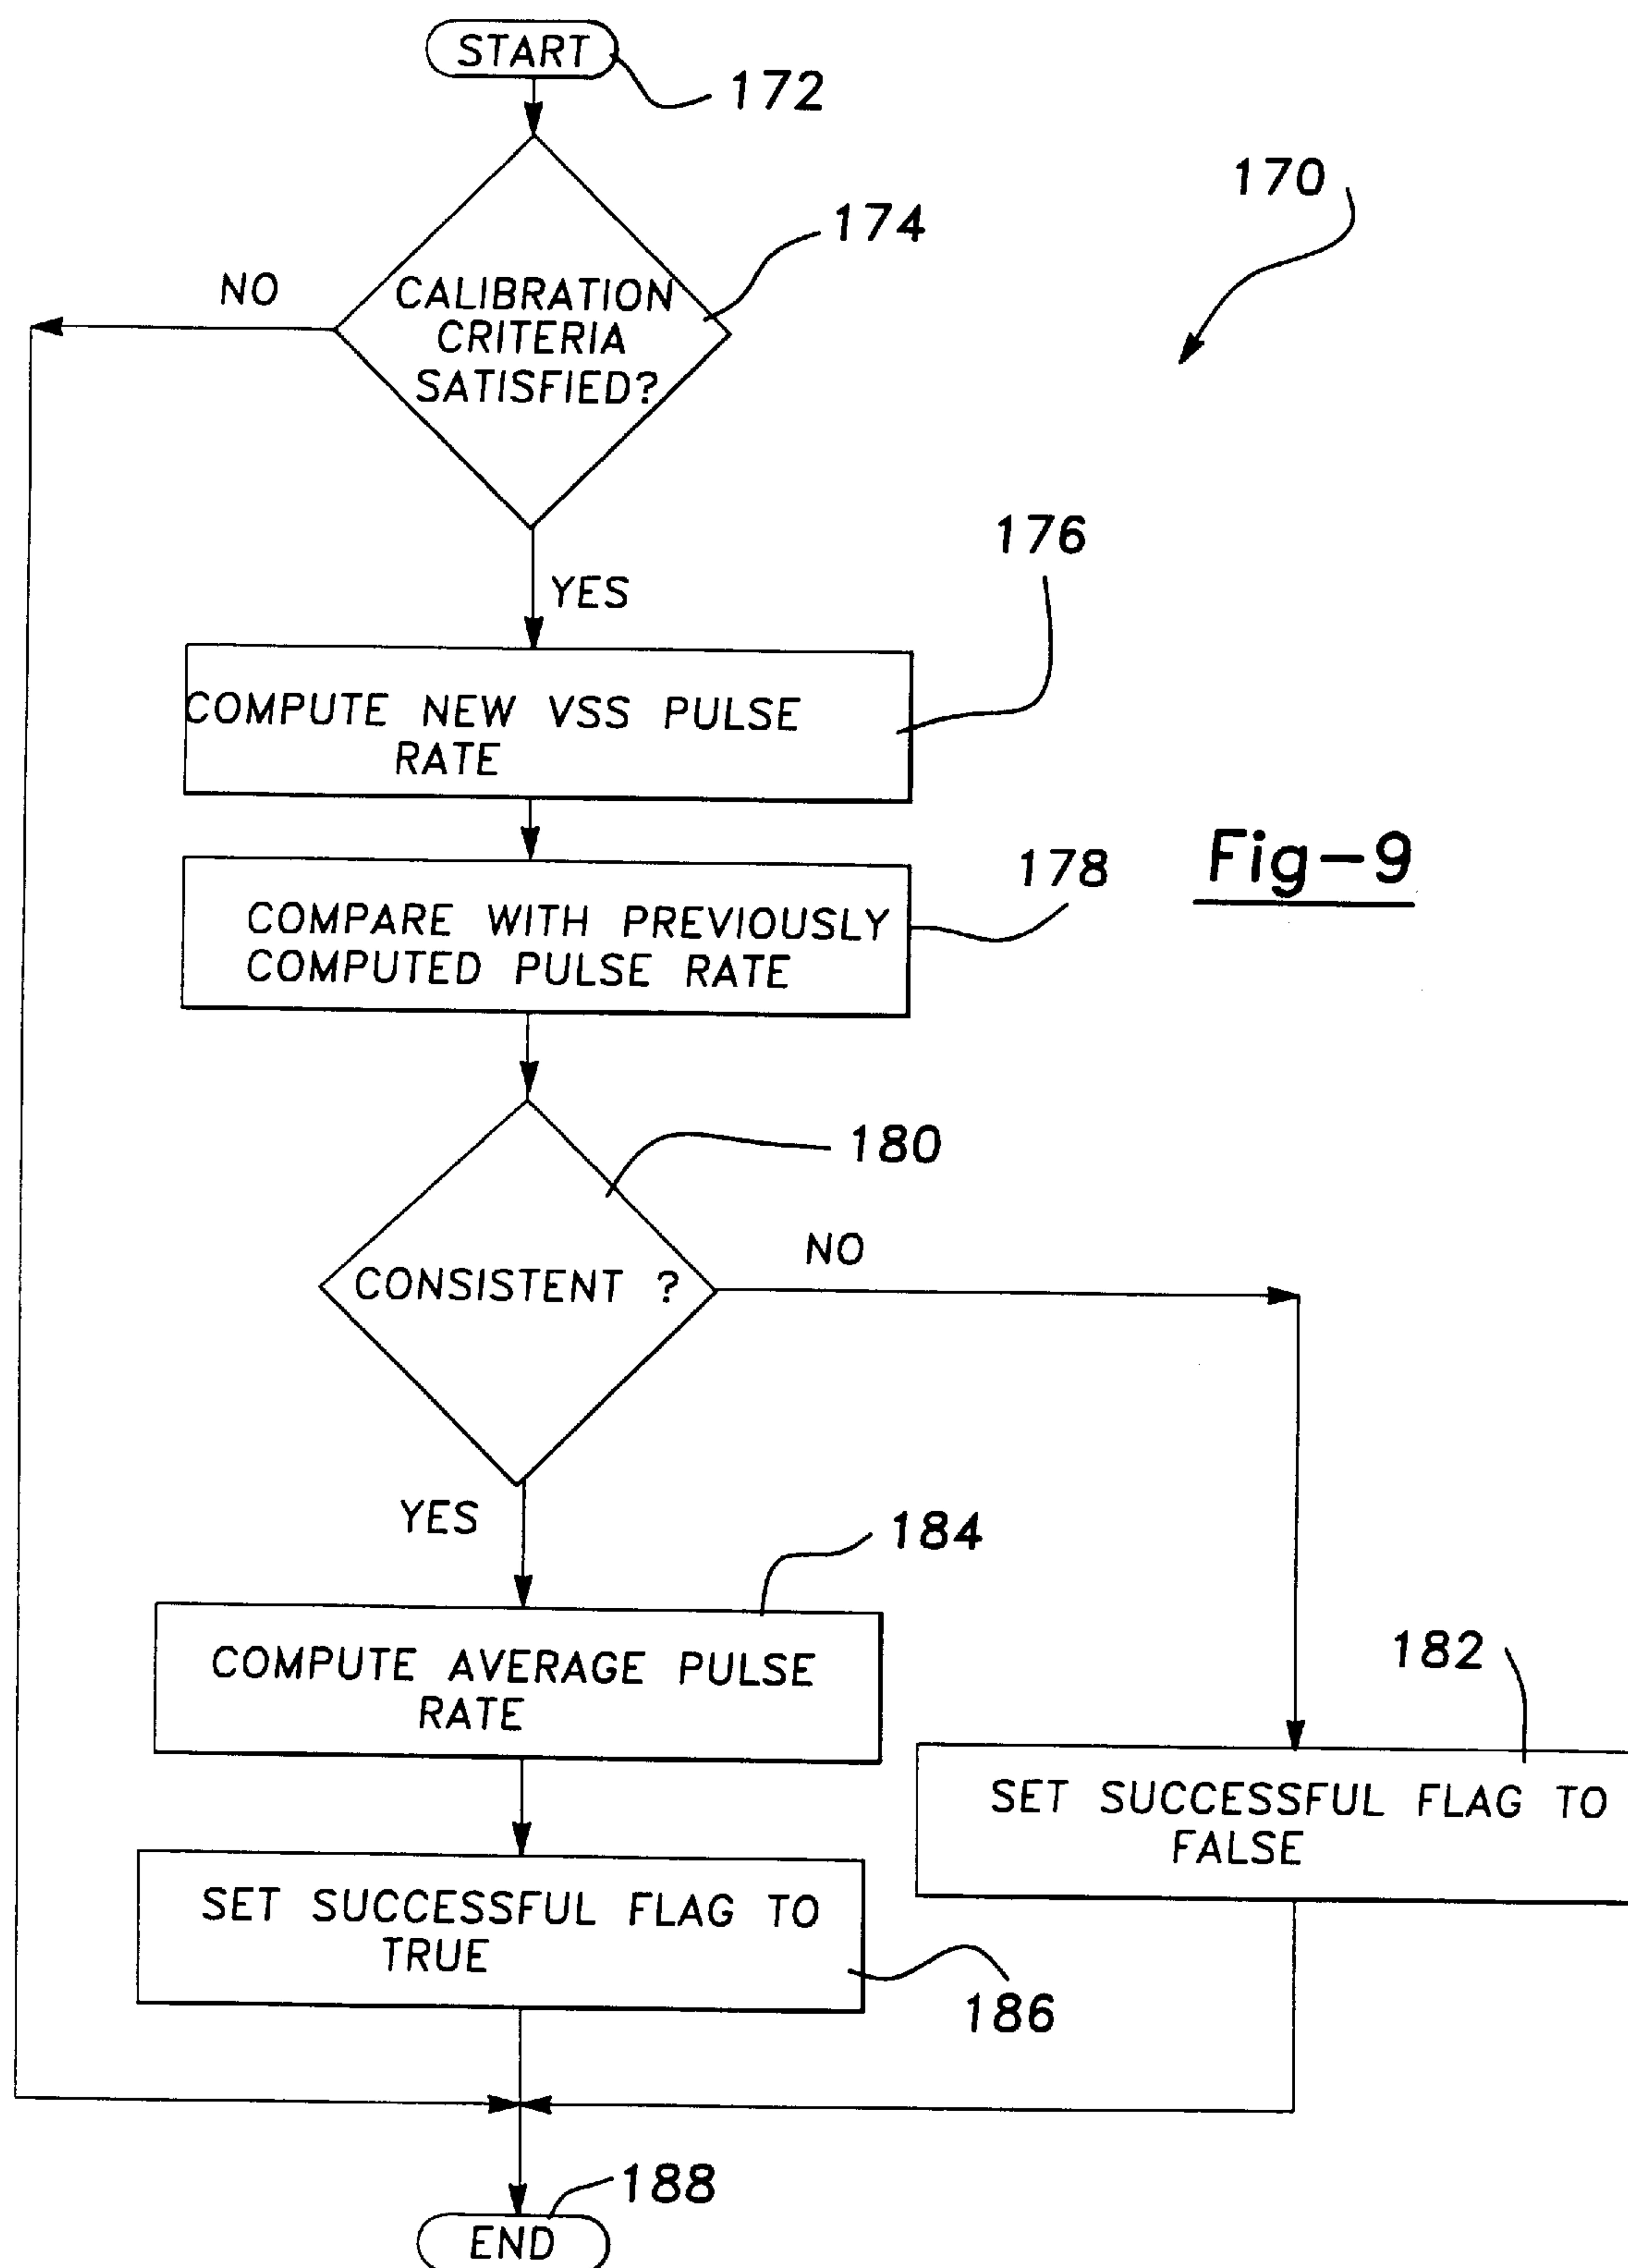 START
172
170
174
NO
CALIBRATION
CRITERIA
SATISFIED?
176
YES
COMPUTE NEW VSS PULSE
RATE
Fig-9
178
COMPARE WITH PREVIOUSLY
COMPUTED PULSE RATE
180
NO
CONSISTENT ?
YES
184
182
COMPUTE AVERAGE PULSE
RATE
SET SUCCESSFUL FLAG TO
FALSE
SET SUCCESSFUL FLAG TO
TRUE
186
188
END